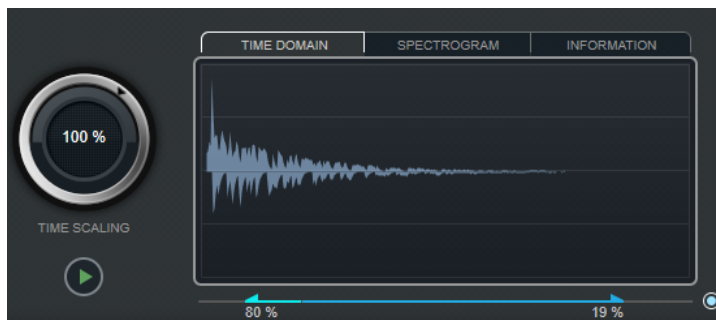 TIME DOMAIN SPECTROGRAM INFORMATION
100 %
TIME SCALING
80 % 19 %